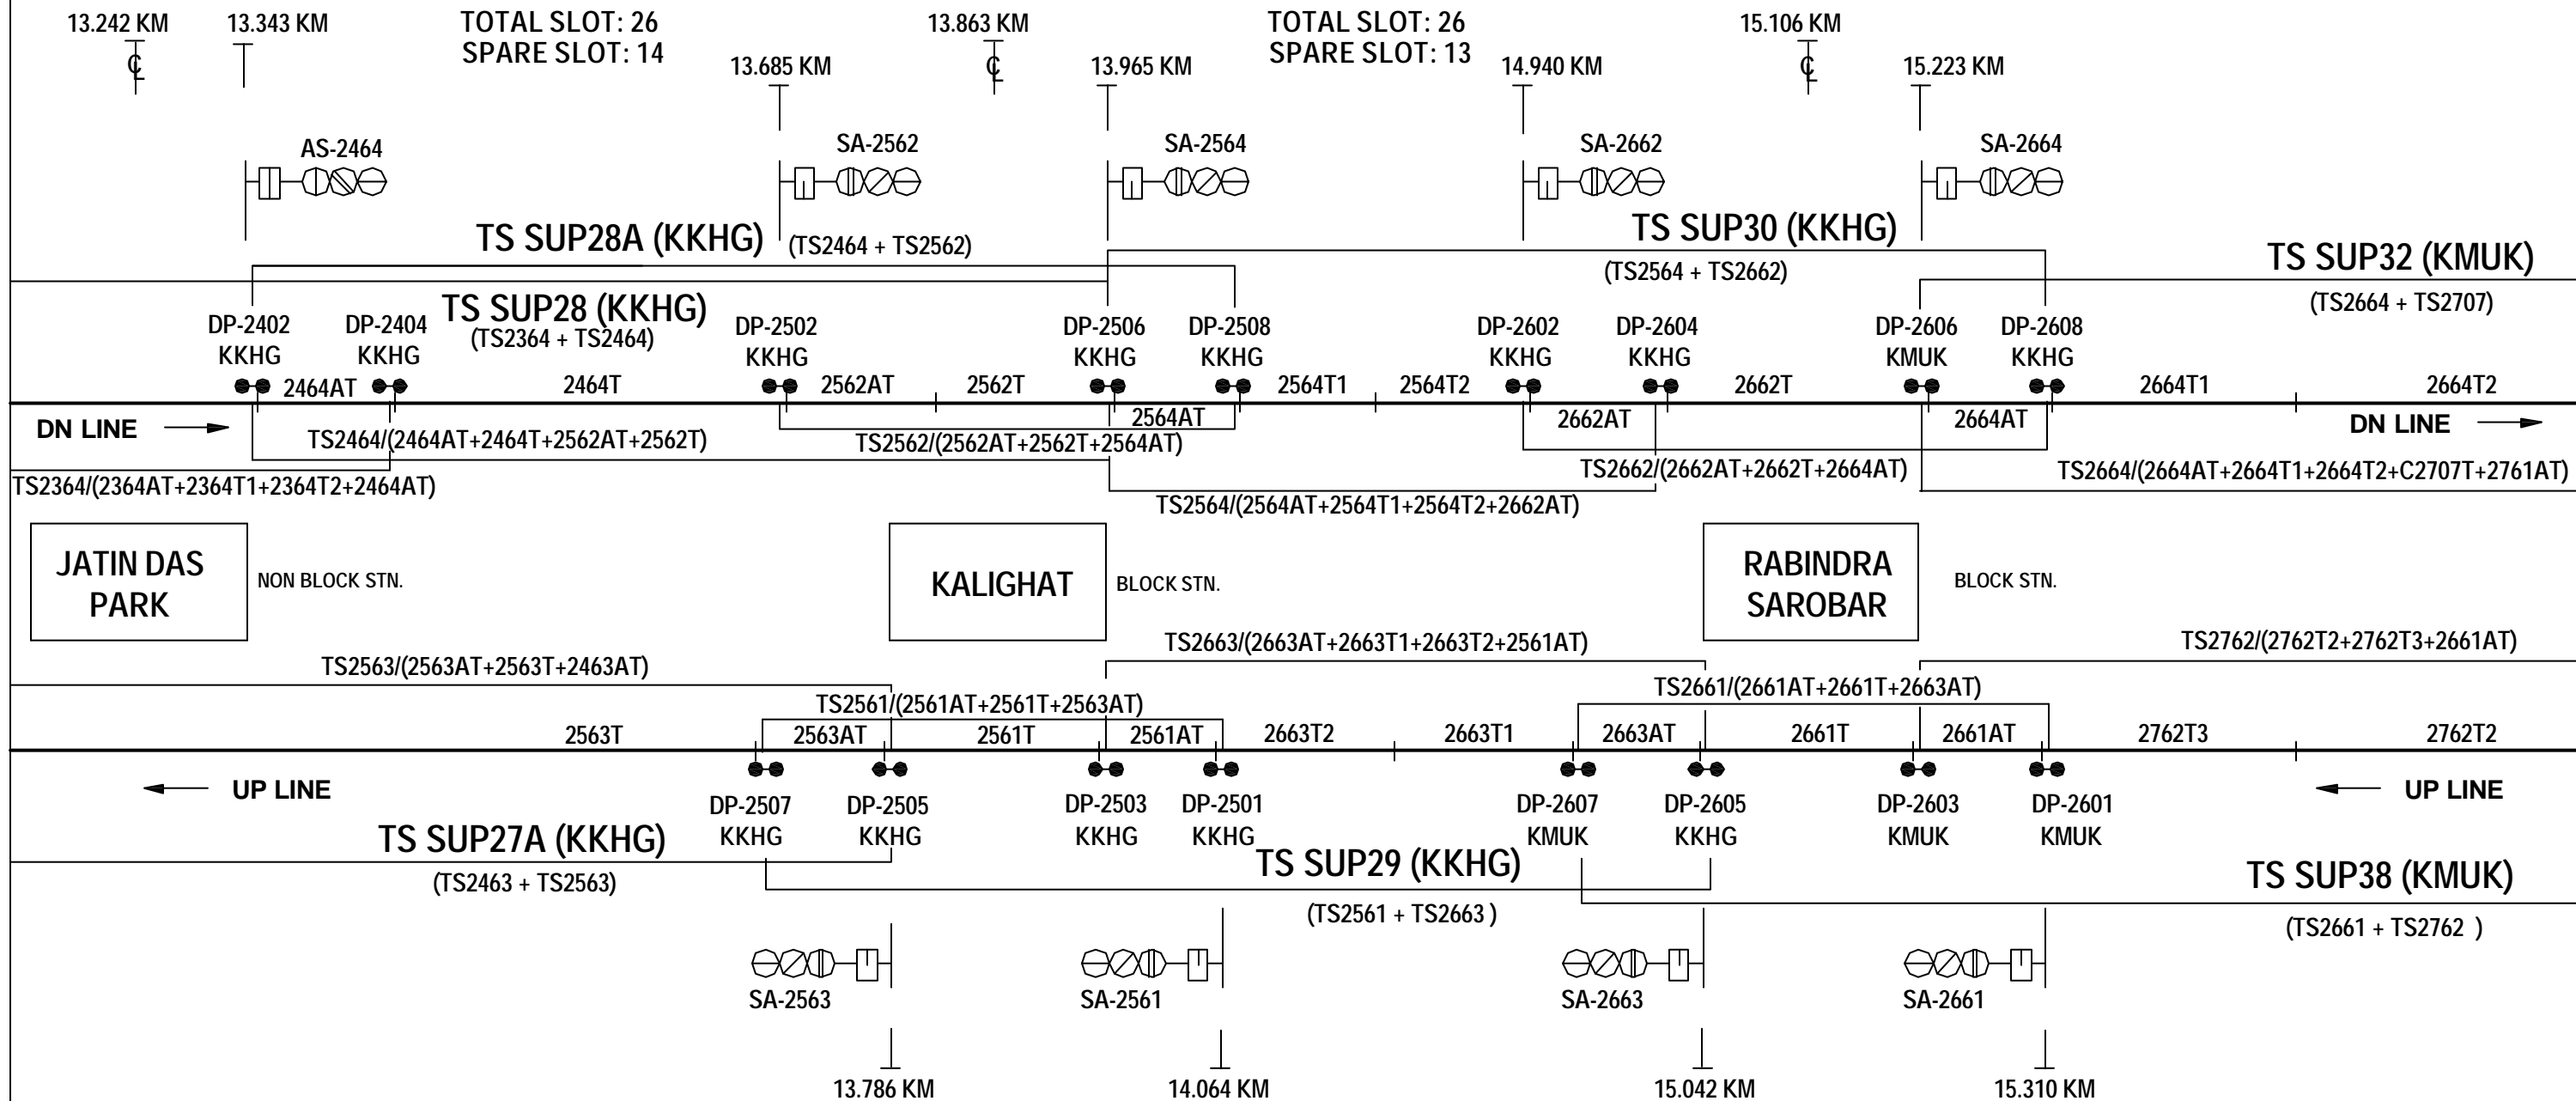 13.242 KM 13.343 KM TOTAL SLOT: 26 13.863 KM TOTAL SLOT: 26 15.106 KM
SPARE SLOT: 14 SPARE SLOT: 13
13.685 KM 13.965 KM 14.940 KM 15.223 KM
AS-2464 SA-2562 SA-2564 SA-2662 SA-2664
TS SUP28A (KKHG) (TS2464 + TS2562) TS SUP30 (KKHG) TS SUP32 (KMUK)
(TS2564 + TS2662) (TS2664 + TS2707)
TS SUP28 (KKHG)
(TS2364 + TS2464)
DP-2402 DP-2404 DP-2502 DP-2506 DP-2508 DP-2602 DP-2604 DP-2606 DP-2608
KKHG KKHG KKHG KKHG KKHG KKHG KKHG KMUK KKHG
2464AT 2464T 2562AT 2562T 2564T1 2564T2 2662T 2664T1 2664T2
2564AT 2662AT 2664AT
DN LINE DN LINE
TS2464/(2464AT+2464T+2562AT+2562T) TS2562/(2562AT+2562T+2564AT)
TS2662/(2662AT+2662T+2664AT) TS2664/(2664AT+2664T1+2664T2+C2707T+2761AT)
TS2364/(2364AT+2364T1+2364T2+2464AT)
TS2564/(2564AT+2564T1+2564T2+2662AT)
JATIN DAS
PARK
NON BLOCK STN.
KALIGHAT
BLOCK STN.
RABINDRA
SAROBAR
BLOCK STN.
TS2663/(2663AT+2663T1+2663T2+2561AT) TS2762/(2762T2+2762T3+2661AT)
TS2563/(2563AT+2563T+2463AT)
TS2561/(2561AT+2561T+2563AT) TS2661/(2661AT+2661T+2663AT)
2563T 2563AT 2561T 2561AT 2663T2 2663T1 2663AT 2661T 2661AT 2762T3 2762T2
UP LINE UP LINE
DP-2507 DP-2505 DP-2503 DP-2501 DP-2607 DP-2605 DP-2603 DP-2601
KKHG KKHG KKHG KKHG KMUK KKHG KMUK KMUK
TS SUP27A (KKHG) TS SUP29 (KKHG) TS SUP38 (KMUK)
(TS2463 + TS2563) (TS2561 + TS2663 ) (TS2661 + TS2762 )
SA-2563 SA-2561 SA-2663 SA-2661
13.786 KM 14.064 KM 15.042 KM 15.310 KM